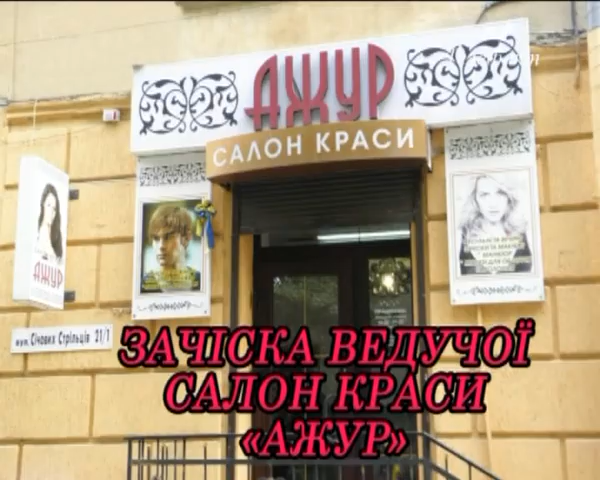 АЖУР
САЛОН КРАСИ
АЖУР
вул. Січових Стрільців 21/1
ЗАЧІСКА ВЕДУЧОЇ
САЛОН КРАСИ
«АЖУР»